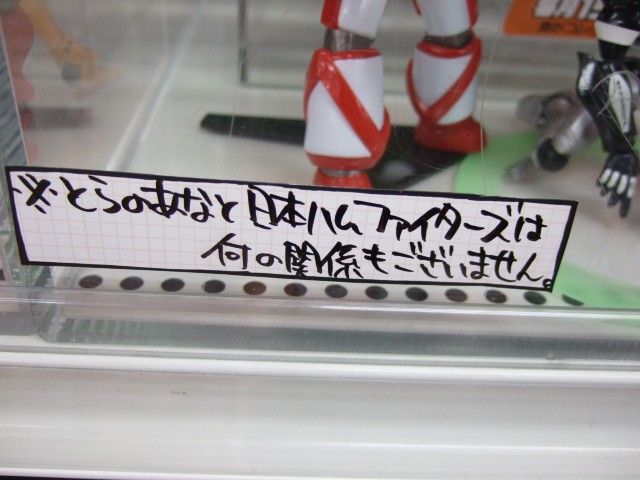 ※とらのあなと日本ハムファイターズは
何の関係もございません。